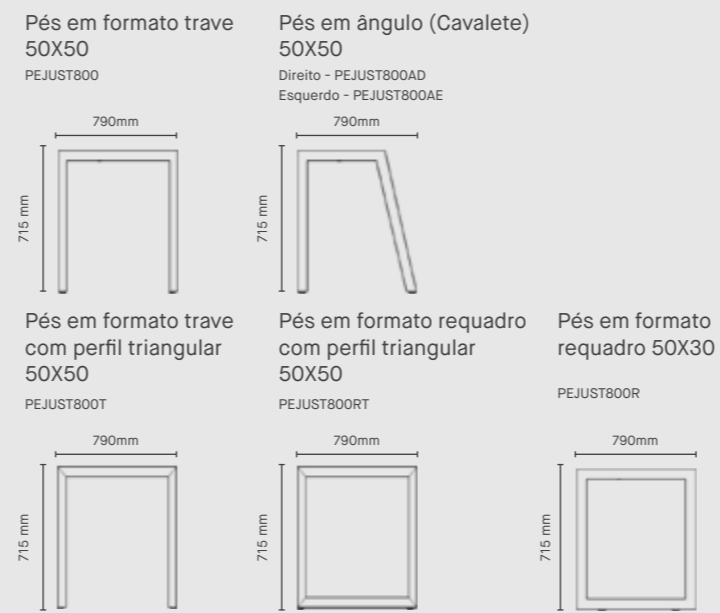 Pés em formato trave
50X50
PEJUST800
790mm
715 mm
Pés em ângulo (Cavalete)
50X50
Direito - PEJUST800AD
Esquerdo - PEJUST800AE
790mm
715 mm
Pés em formato trave
com perfil triangular
50X50
PEJUST800T
790mm
715 mm
Pés em formato requadro
com perfil triangular
50X50
PEJUST800RT
790mm
715 mm
Pés em formato
requadro 50X30
PEJUST800R
790mm
715 mm